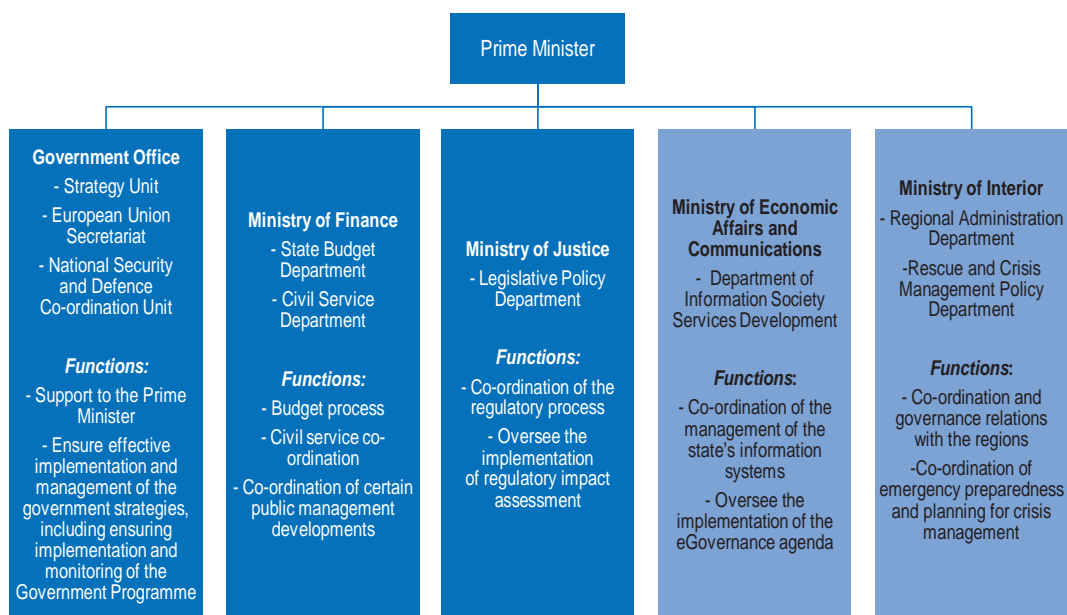 Prime Minister
Government Office
- Strategy Unit
- European Union
Secretariat
- National Security
and Defence
Co-ordination Unit
Functions:
- Support to the Prime
Minister
- Ensure effective
implementation and
management of the
government strategies,
including ensuring
implementation and
monitoring of the
Government Programme
Ministry of Finance
- State Budget
Department
- Civil Service
Department
Functions:
- Budget process
- Civil service co-
ordination
- Co-ordination of certain
public management
developments
Ministry of Justice
- Legislative Policy
Department
Functions:
- Co-ordination of the
regulatory process
- Oversee the
implementation
of regulatory impact
assessment
Ministry of Economic
Affairs and
Communications
- Department of
Information Society
Services Development
Functions:
- Co-ordination of the
management of the
state's information
systems
- Oversee the
implementation of the
eGovernance agenda
Ministry of Interior
- Regional Administration
Department
-Rescue and Crisis
Management Policy
Department
Functions:
- Co-ordination and
governance relations
with the regions
-Co-ordination of
emergency preparedness
and planning for crisis
management